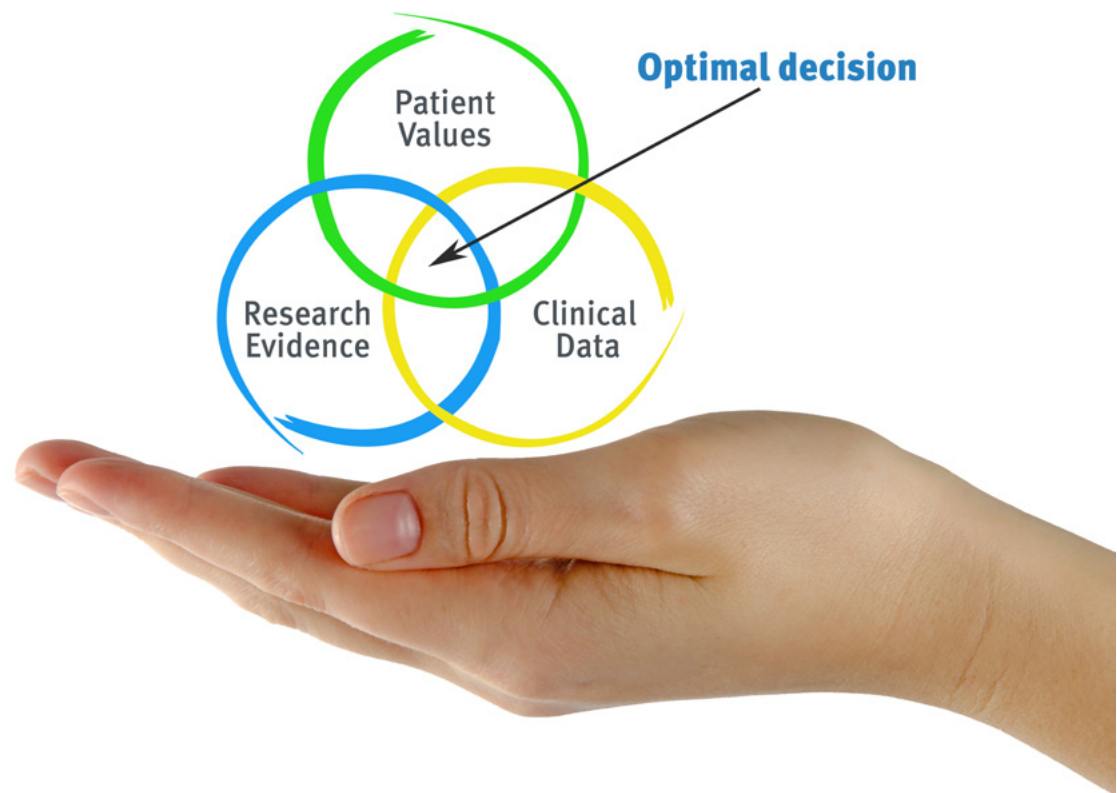 Optimal decision
Patient
Values
Research
Evidence
Clinical
Data